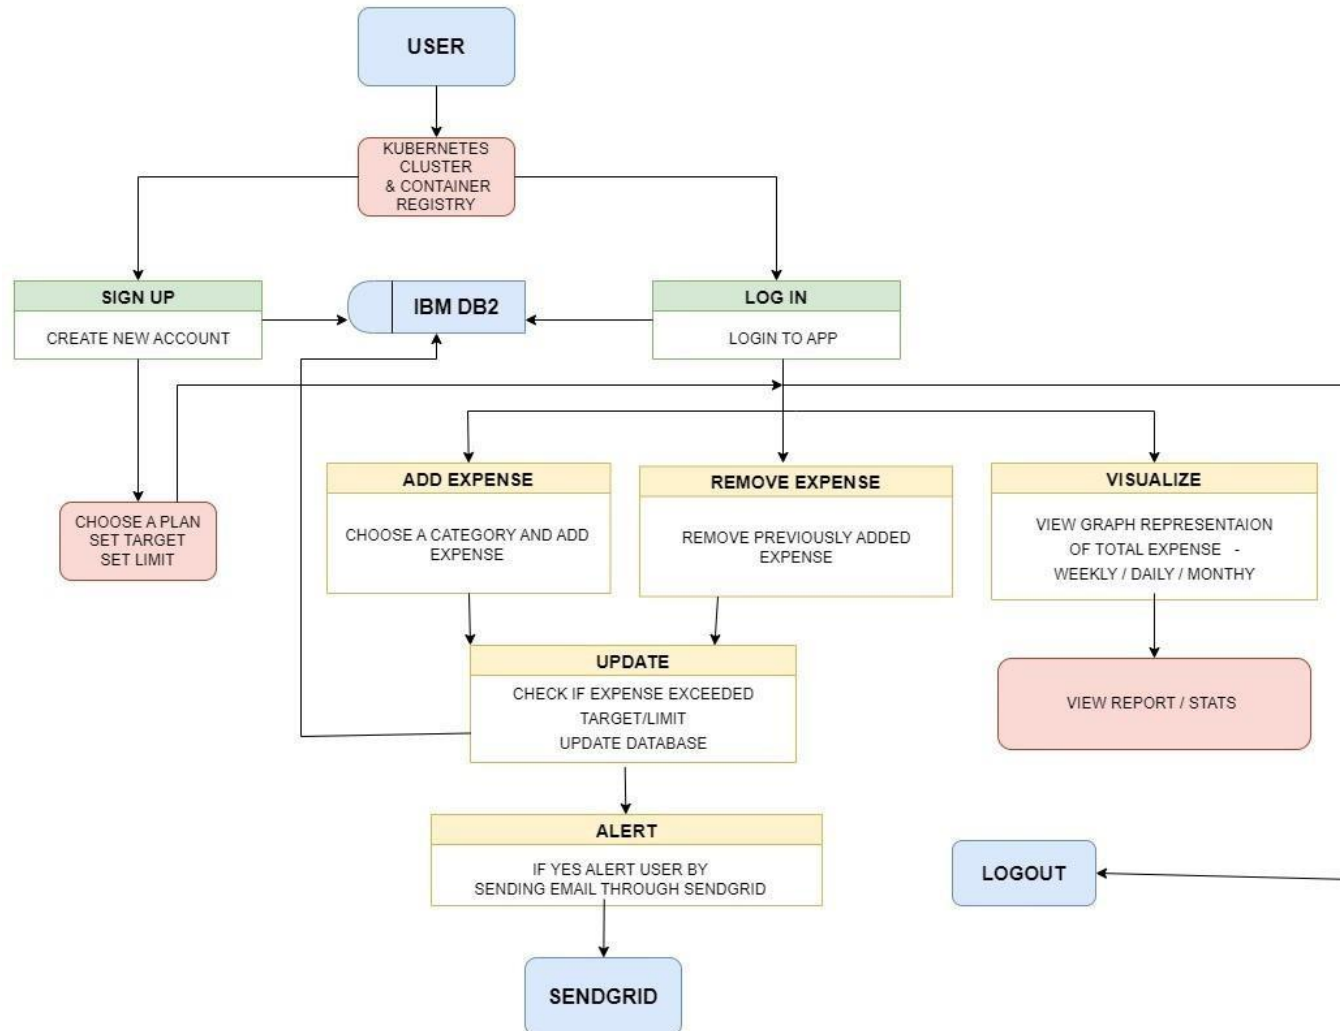 USER
KUBERNETES
CLUSTER
& CONTAINER
REGISTRY
SIGN UP
CREATE NEW ACCOUNT
IBM DB2
LOG IN
LOGIN TO APP
CHOOSE A PLAN
SET TARGET
SET LIMIT
ADD EXPENSE
CHOOSE A CATEGORY AND ADD
EXPENSE
REMOVE EXPENSE
REMOVE PREVIOUSLY ADDED
EXPENSE
VISUALIZE
VIEW GRAPH REPRESENTAION
OF TOTAL EXPENSE -
WEEKLY / DAILY / MONTHY
UPDATE
CHECK IF EXPENSE EXCEEDED
TARGET/LIMIT
UPDATE DATABASE
VIEW REPORT / STATS
ALERT
IF YES ALERT USER BY
SENDING EMAIL THROUGH SENDGRID
LOGOUT
SENDGRID